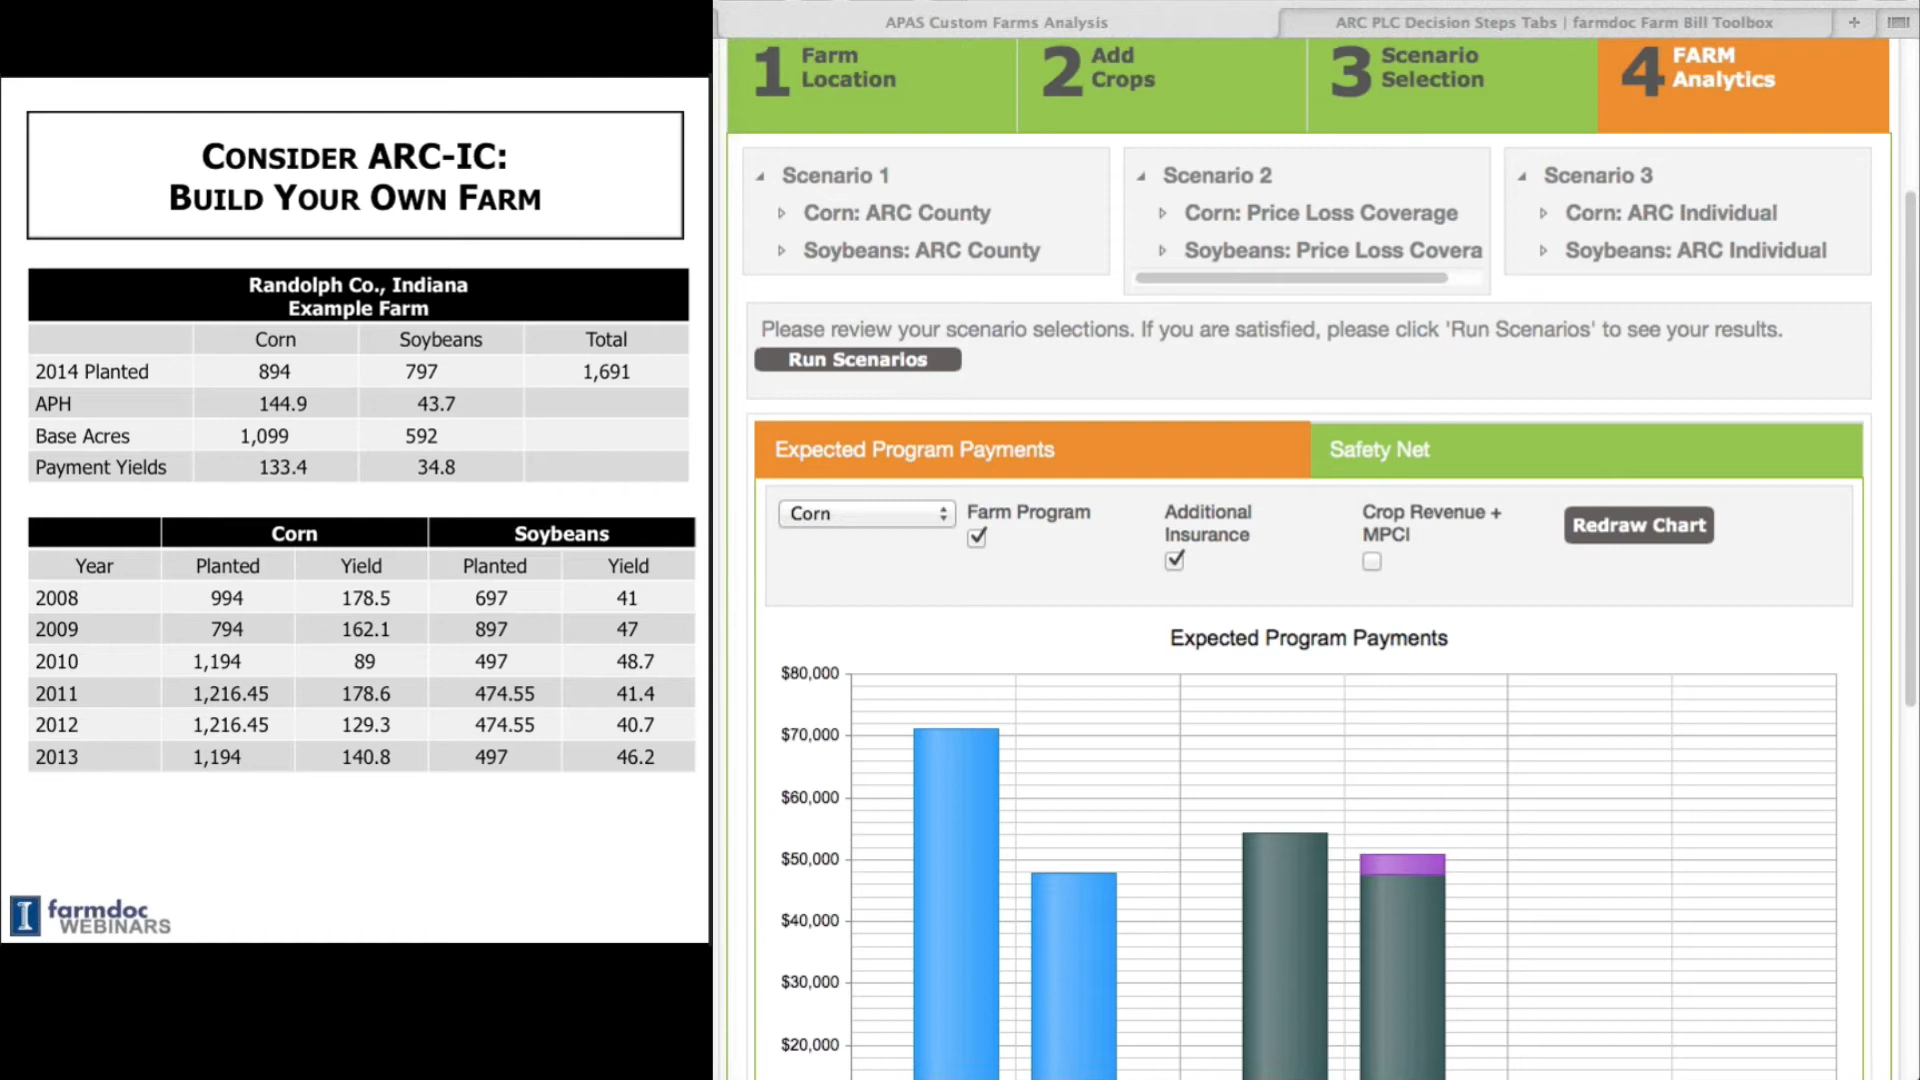 CONSIDER ARC-IC:
BUILD YOUR OWN FARM
Randolph Co., Indiana
Example Farm
Corn Soybeans Total
2014 Planted 894 797 1,691
APH 144.9 43.7
Base Acres 1,099 592
Payment Yields 133.4 34.8
Corn Soybeans
Year Planted Yield Planted Yield
2008 994 178.5 697 41
2009 794 162.1 897 47
2010 1,194 89 497 48.7
2011 1,216.45 178.6 474.55 41.4
2012 1,216.45 129.3 474.55 40.7
2013 1,194 140.8 497 46.2
I farmdoc
WEBINARS
APAS Custom Farms Analysis
ARC PLC Decision Steps Tabs | farmdoc Farm Bill Toolbox
+
1 Farm Location
2 Add Crops
3 Scenario Selection
4 FARM Analytics
Scenario 1
Corn: ARC County
Soybeans: ARC County
Scenario 2
Corn: Price Loss Coverage
Soybeans: Price Loss Covera
Scenario 3
Corn: ARC Individual
Soybeans: ARC Individual
Please review your scenario selections. If you are satisfied, please click 'Run Scenarios' to see your results.
Run Scenarios
Expected Program Payments
Safety Net
Corn
Farm Program
Additional
Insurance
Crop Revenue +
MPCI
Redraw Chart
Expected Program Payments
$80,000
$70,000
$60,000
$50,000
$40,000
$30,000
$20,000